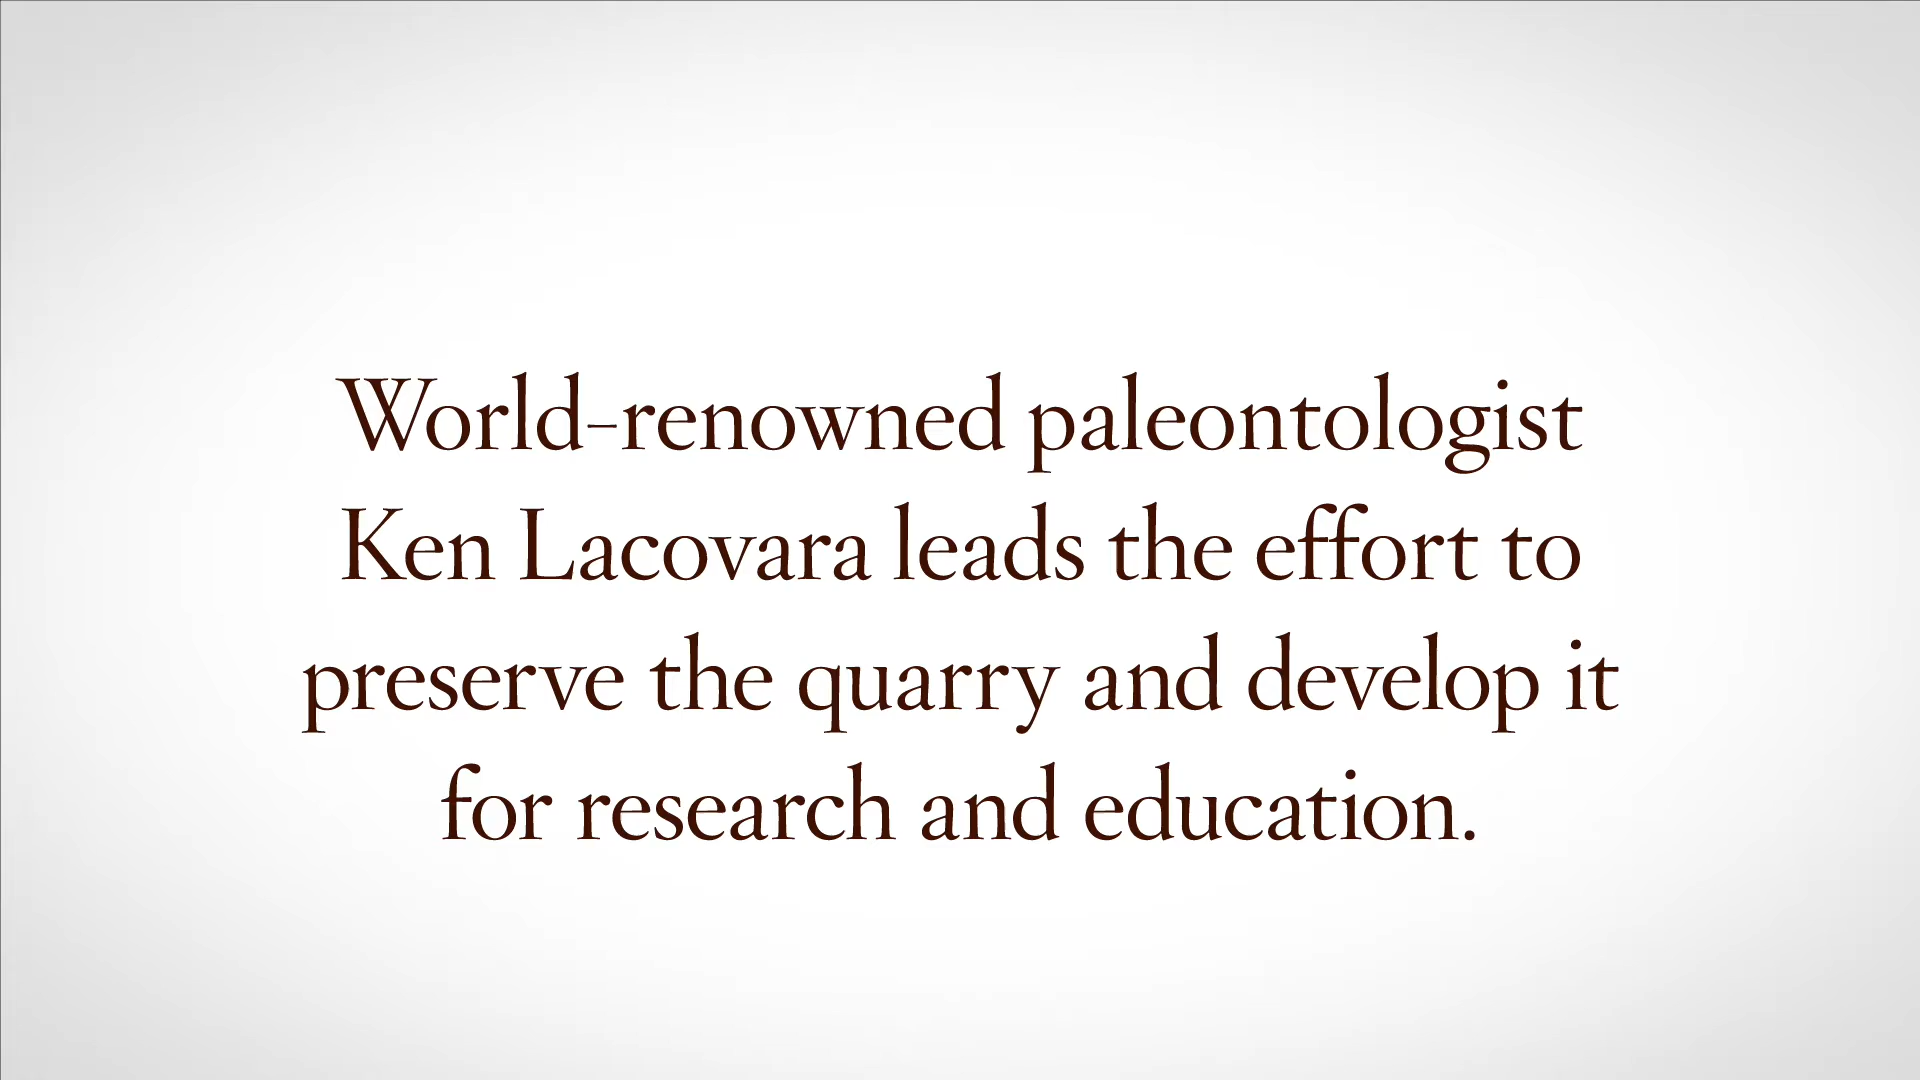 World-renowned paleontologist
Ken Lacovara leads the effort to
preserve the quarry and develop it
for research and education.